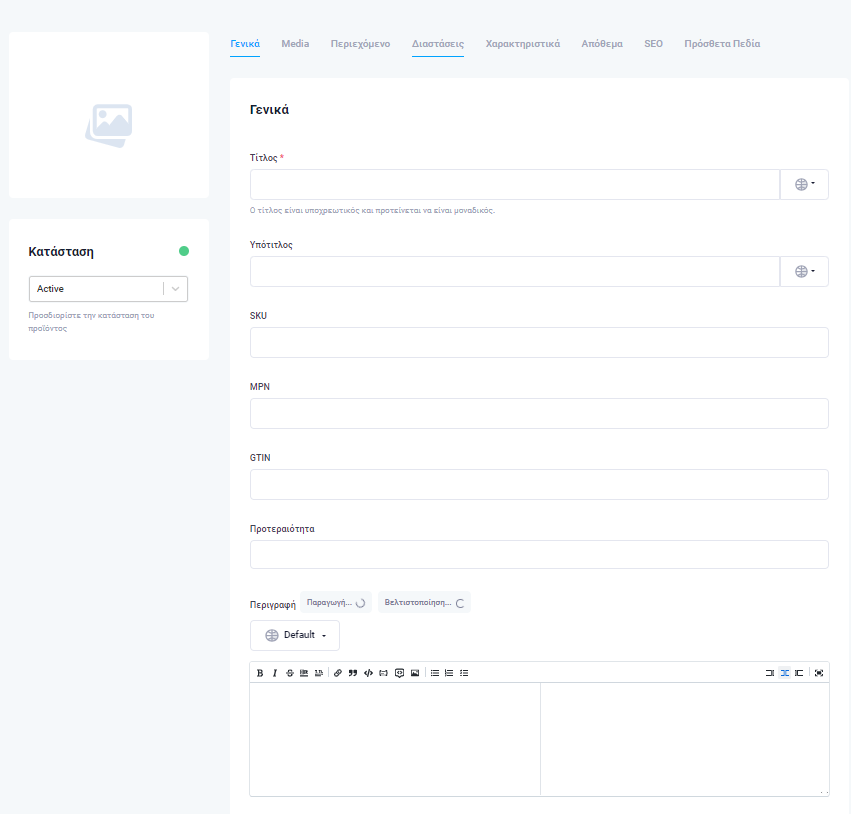 Γενικά Media Περιεχόμενο Διαστάσεις Χαρακτηριστικά Απόθεμα SEO Πρόσθετα Πεδία
Κατάσταση
Active
Προσδιορίστε την κατάσταση του
προϊόντος
Γενικά
Τίτλος *
Ο τίτλος είναι υποχρεωτικός και προτείνεται να είναι μοναδικός.
Υπότιτλος
SKU
MPN
GTIN
Προτεραιότητα
Περιγραφή Παραγωγή... Βελτιστοποίηση...
Default